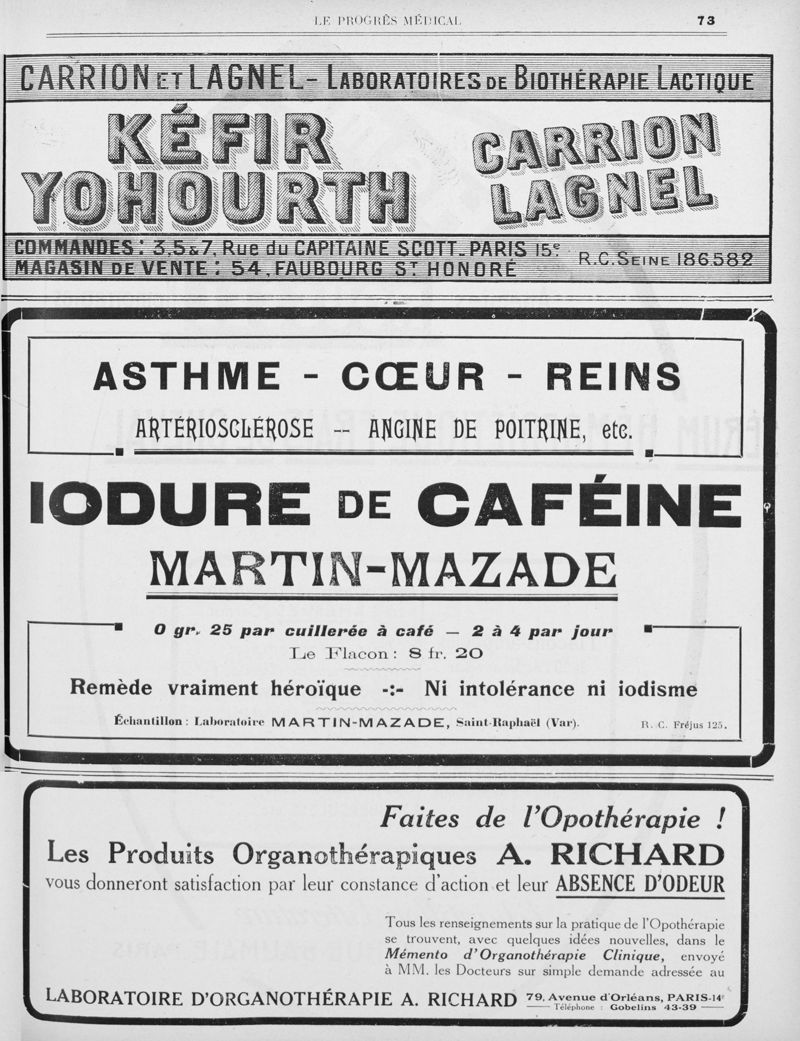 LE PROGRÈS MÉDICAL 73
CARRION ET LAGNEL - LABORATOIRES DE BIOTHÉRAPIE LACTIQUE
KÉFIR
YOHOURTH
CARRION
LAGNEL
COMMANDES: 3,5&7, Rue du CAPITAINE SCOTT_PARIS 15e
MAGASIN DE VENTE: 54, FAUBOURG ST HONORÉ
R.C. SEINE 186582
ASTHME - CŒUR - REINS
ARTÉRIOSCLÉROSE -- ANGINE DE POITRINE, etc.
IODURE DE CAFÉINE
MARTIN-MAZADE
0 gr. 25 par cuillerée à café — 2 à 4 par jour
Le Flacon : 8 fr. 20
Remède vraiment héroïque -:- Ni intolérance ni iodisme
Échantillon : Laboratoire MARTIN-MAZADE, Saint-Raphaël (Var). R. C. Fréjus 125.
Faites de l'Opothérapie !
Les Produits Organothérapiques A. RICHARD
vous donneront satisfaction par leur constance d'action et leur ABSENCE D'ODEUR
Tous les renseignements sur la pratique de l'Opothérapie
se trouvent, avec quelques idées nouvelles, dans le
Mémento d'Organothérapie Clinique, envoyé
à MM. les Docteurs sur simple demande adressée au
LABORATOIRE D'ORGANOTHÉRAPIE A. RICHARD 79, Avenue d'Orléans, PARIS-14e
Téléphone : Gobelins 43-39